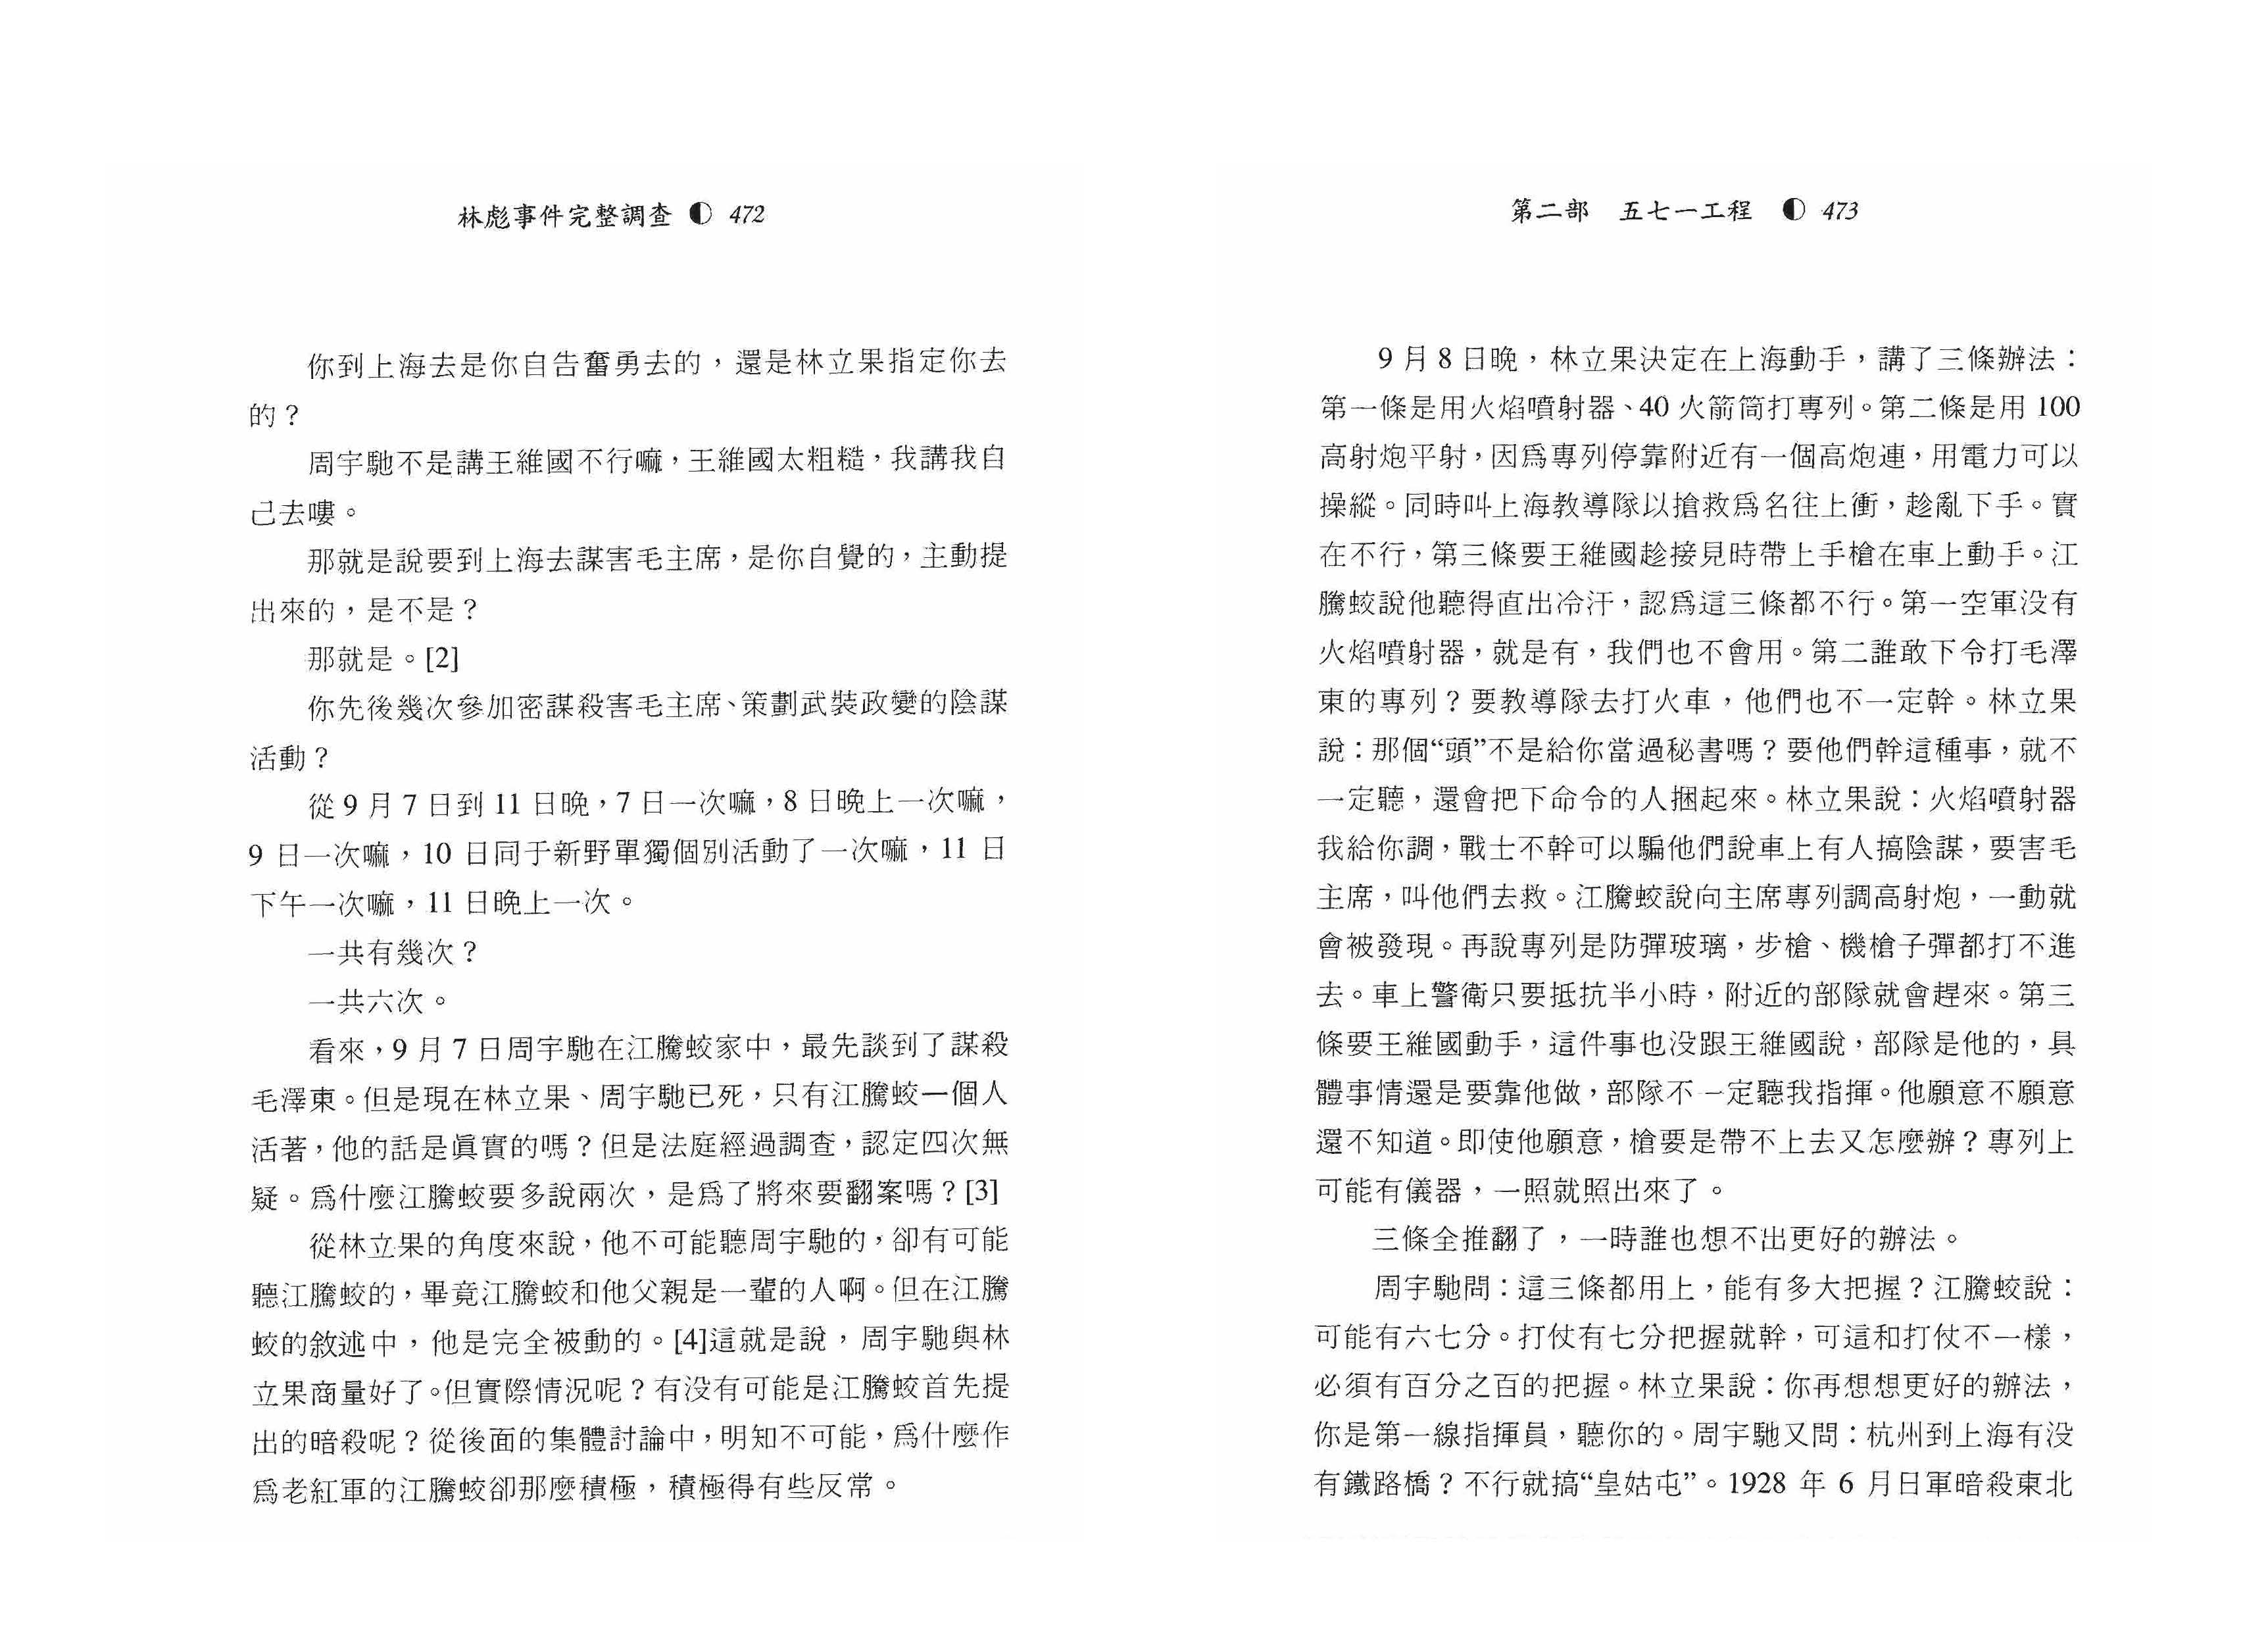 林彪事件完整調查 ◐ 472
你到上海去是你自告奮勇去的，還是林立果指定你去
的？
周宇馳不是講王維國不行嘛，王維國太粗糙，我講我自
己去嘍。
那就是說要到上海去謀害毛主席，是你自覺的，主動提
出來的，是不是？
那就是。[2]
你先後幾次參加密謀殺害毛主席、策劃武裝政變的陰謀
活動？
從 9 月 7 日到 11 日晚，7 日一次嘛，8 日晚上一次嘛，
9 日一次嘛，10 日同于新野單獨個別活動了一次嘛，11 日
下午一次嘛，11 日晚上一次。
一共有幾次？
一共六次。
看來，9 月 7 日周宇馳在江騰蛟家中，最先談到了謀殺
毛澤東。但是現在林立果、周宇馳已死，只有江騰蛟一個人
活著，他的話是眞實的嗎？但是法庭經過調查，認定四次無
疑。爲什麼江騰蛟要多說兩次，是爲了將來要翻案嗎？[3]
從林立果的角度來說，他不可能聽周宇馳的，卻有可能
聽江騰蛟的，畢竟江騰蛟和他父親是一輩的人啊。但在江騰
蛟的敘述中，他是完全被動的。[4]這就是說，周宇馳與林
立果商量好了。但實際情況呢？有没有可能是江騰蛟首先提
出的暗殺呢？從後面的集體討論中，明知不可能，爲什麼作
爲老紅軍的江騰蛟卻那麼積極，積極得有些反常。
第二部　五七一工程 ◐ 473
9 月 8 日晚，林立果決定在上海動手，講了三條辦法：
第一條是用火焰噴射器、40 火箭筒打專列。第二條是用 100
高射炮平射，因爲專列停靠附近有一個高炮連，用電力可以
操縱。同時叫上海教導隊以搶救爲名往上衝，趁亂下手。實
在不行，第三條要王維國趁接見時帶上手槍在車上動手。江
騰蛟說他聽得直出冷汗，認爲這三條都不行。第一空軍没有
火焰噴射器，就是有，我們也不會用。第二誰敢下令打毛澤
東的專列？要教導隊去打火車，他們也不一定幹。林立果
說：那個“頭”不是給你當過秘書嗎？要他們幹這種事，就不
一定聽，還會把下命令的人捆起來。林立果說：火焰噴射器
我給你調，戰士不幹可以騙他們說車上有人搞陰謀，要害毛
主席，叫他們去救。江騰蛟說向主席專列調高射炮，一動就
會被發現。再說專列是防彈玻璃，步槍、機槍子彈都打不進
去。車上警衛只要抵抗半小時，附近的部隊就會趕來。第三
條要王維國動手，這件事也没跟王維國說，部隊是他的，具
體事情還是要靠他做，部隊不一定聽我指揮。他願意不願意
還不知道。即使他願意，槍要是帶不上去又怎麼辦？專列上
可能有儀器，一照就照出來了。
三條全推翻了，一時誰也想不出更好的辦法。
周宇馳問：這三條都用上，能有多大把握？江騰蛟說：
可能有六七分。打仗有七分把握就幹，可這和打仗不一樣，
必須有百分之百的把握。林立果說：你再想想更好的辦法，
你是第一線指揮員，聽你的。周宇馳又問：杭州到上海有没
有鐵路橋？不行就搞“皇姑屯”。1928 年 6 月日軍暗殺東北